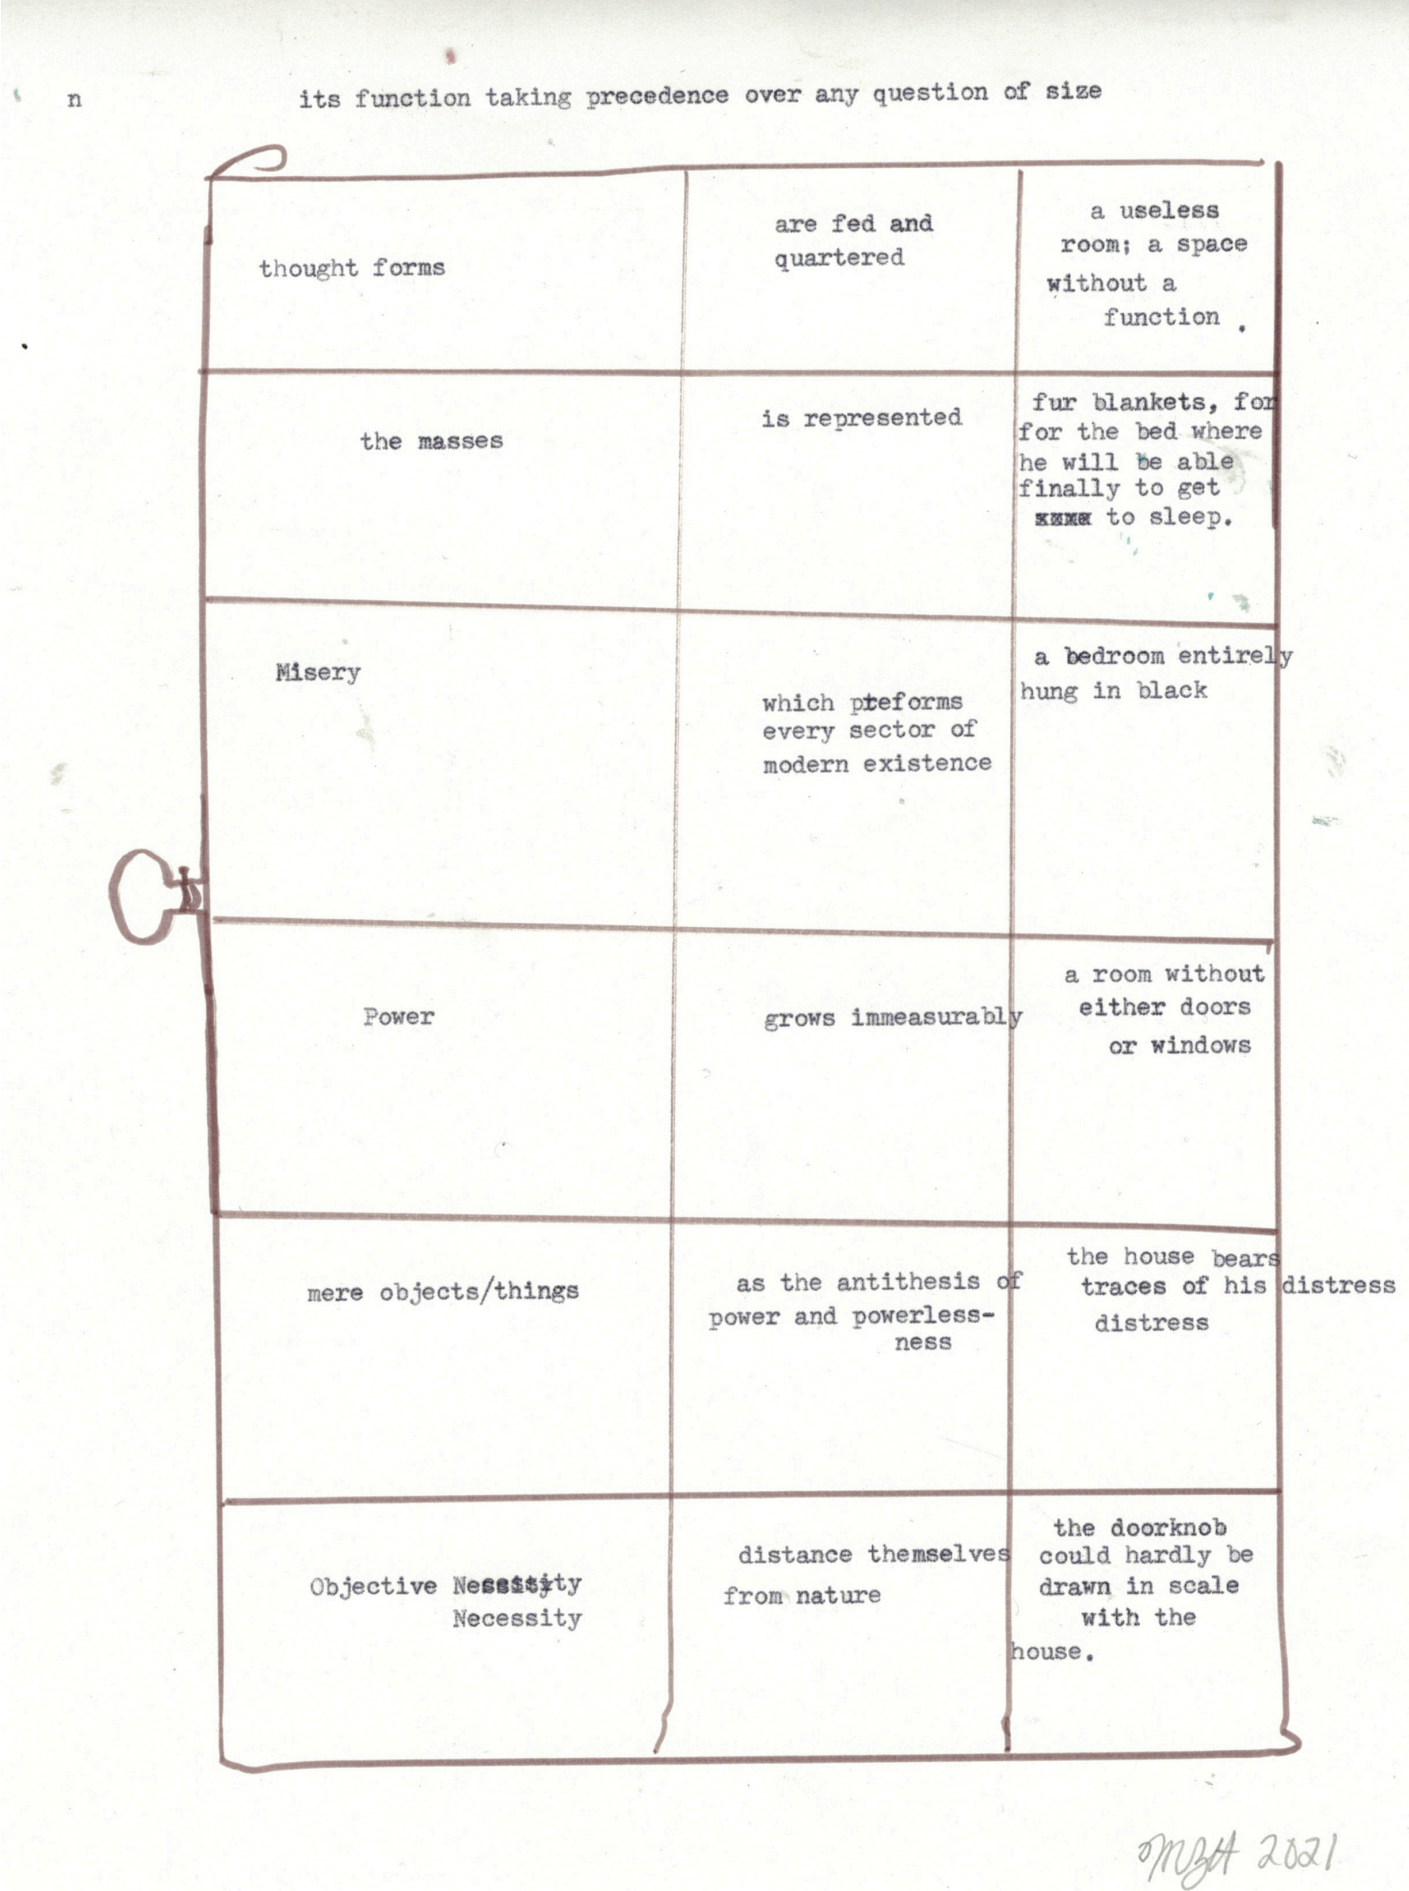 n its function taking precedence over any question of size
thought forms
are fed and
quartered
a useless
room; a space
without a
function .
the masses
is represented
fur blankets, for
for the bed where
he will be able
finally to get
to sleep.
Misery
which preforms
every sector of
modern existence
a bedroom entirely
hung in black
Power
grows immeasurably
a room without
either doors
or windows
mere objects/things
as the antithesis of
power and powerless-
ness
the house bears
traces of his distress
distress
Objective Nessity
Necessity
distance themselves
from nature
the doorknob
could hardly be
drawn in scale
with the
house.
MZA 2021